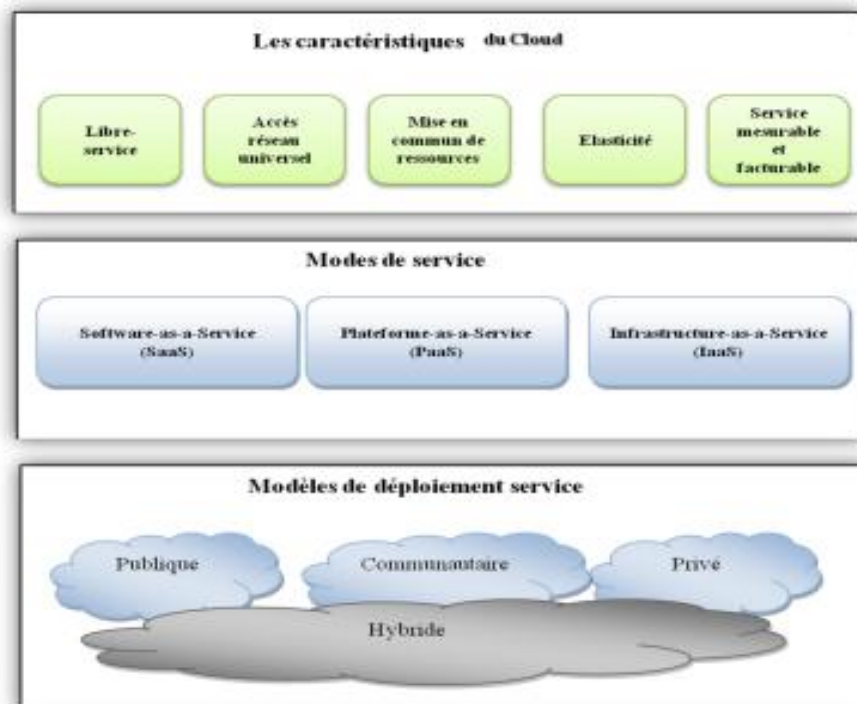 Les caractéristiques du Cloud
Libre-
service
Accès
réseau
universel
Mise en
commun de
ressources
Elasticité
Service
mesurable
et
facturable
Modes de service
Software-as-a-Service
(SaaS)
Plateforme-as-a-Service
(PaaS)
Infrastructure-as-a-Service
(IaaS)
Modèles de déploiement service
Publique
Communautaire
Privé
Hybride